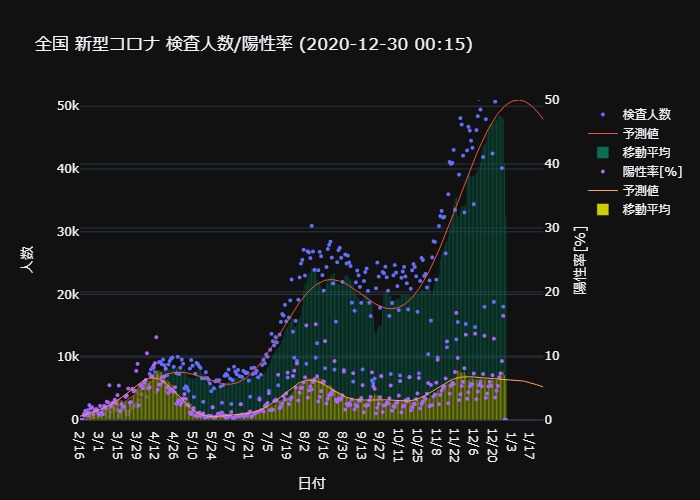 全国 新型コロナ 検査人数/陽性率 (2020-12-30 00:15)
50k
40k
30k
20k
10k
0
人数
50
40
30
20
10
0
陽性率[%]
検査人数
予測値
移動平均
陽性率[%]
予測値
移動平均
2/16
3/1
3/15
3/29
4/12
4/26
5/10
5/24
6/7
6/21
7/5
7/19
8/2
8/16
8/30
9/13
9/27
10/11
10/25
11/8
11/22
12/6
12/20
1/3
1/17
日付